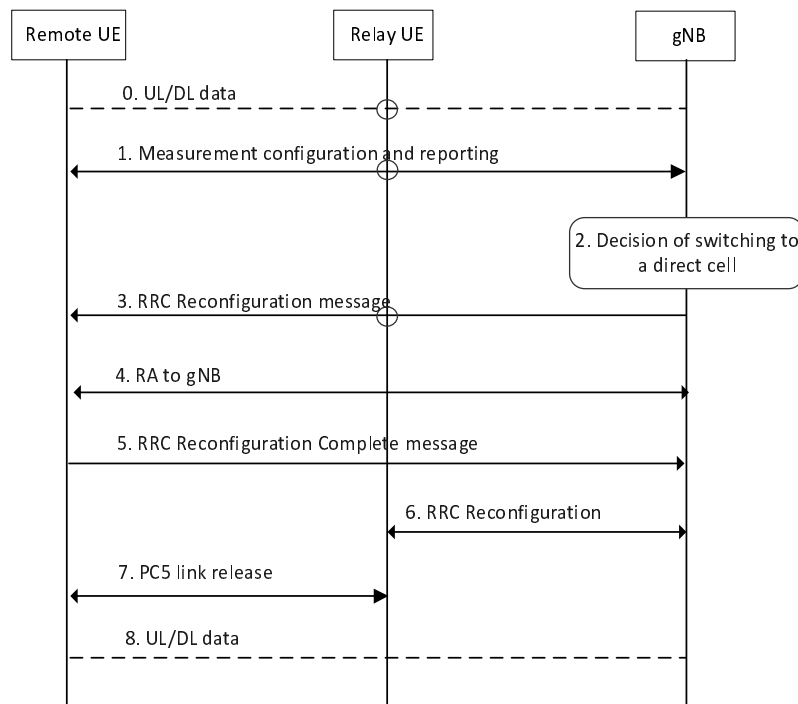 Remote UE
Relay UE
gNB
0. UL/DL data
1. Measurement configuration and reporting
2. Decision of switching to
a direct cell
3. RRC Reconfiguration message
4. RA to gNB
5. RRC Reconfiguration Complete message
6. RRC Reconfiguration
7. PC5 link release
8. UL/DL data